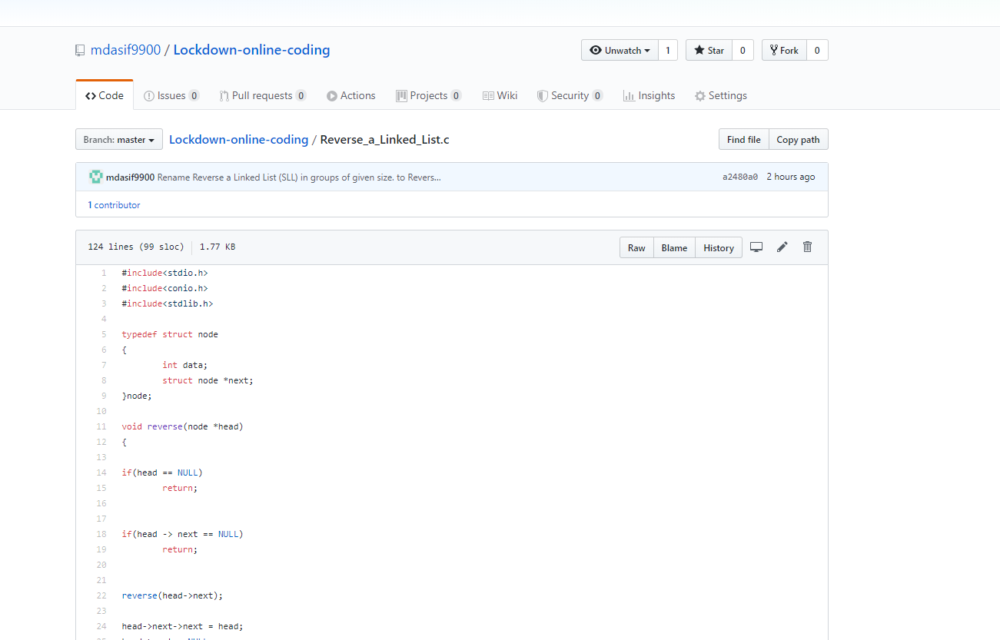 mdasif9900 / Lockdown-online-coding
Unwatch 1 Star 0 Fork 0
Code Issues 0 Pull requests 0 Actions Projects 0 Wiki Security 0 Insights Settings
Branch: master Lockdown-online-coding / Reverse_a_Linked_List.c Find file Copy path
mdasif9900 Rename Reverse a Linked List (SLL) in groups of given size. to Revers... a2480a0 2 hours ago
1 contributor
124 lines (99 sloc) 1.77 KB Raw Blame History
1 #include<stdio.h>
2 #include<conio.h>
3 #include<stdlib.h>
4
5 typedef struct node
6 {
7 int data;
8 struct node *next;
9 }node;
10
11 void reverse(node *head)
12 {
13
14 if(head == NULL)
15 return;
16
17
18 if(head -> next == NULL)
19 return;
20
21
22 reverse(head->next);
23
24 head->next->next = head;